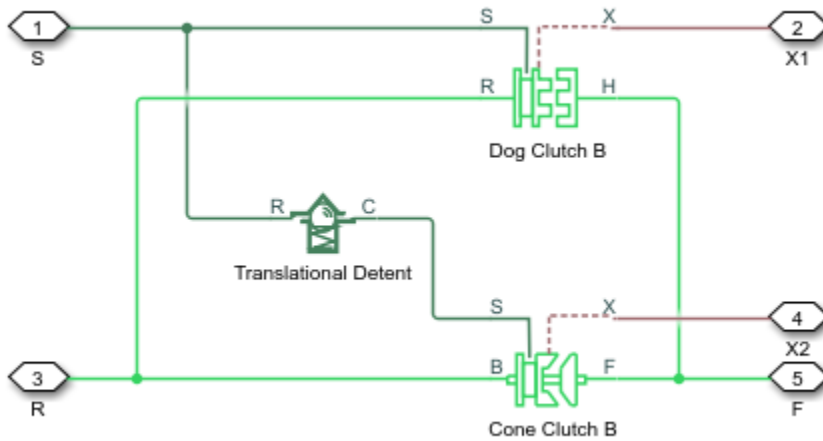 1
S
S
X
2
X1
R
H
Dog Clutch B
R
C
Translational Detent
S
X
4
X2
3
R
B
F
5
F
Cone Clutch B